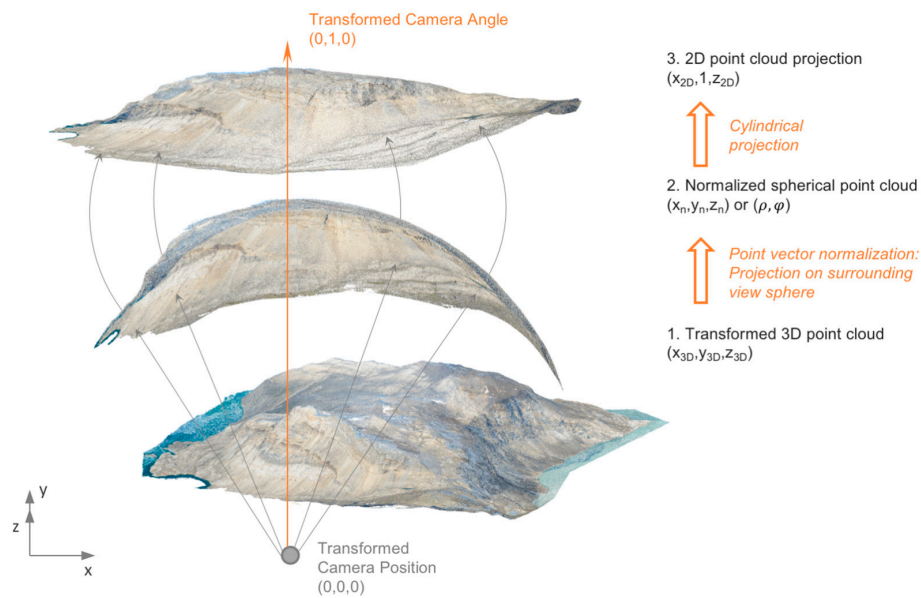 Transformed Camera Angle
(0,1,0)
3. 2D point cloud projection
(x2D,1,z2D)
Cylindrical
projection
2. Normalized spherical point cloud
(xn,yn,zn) or (ρ,φ)
Point vector normalization:
Projection on surrounding
view sphere
1. Transformed 3D point cloud
(x3D,y3D,z3D)
y
z
x
Transformed
Camera Position
(0,0,0)